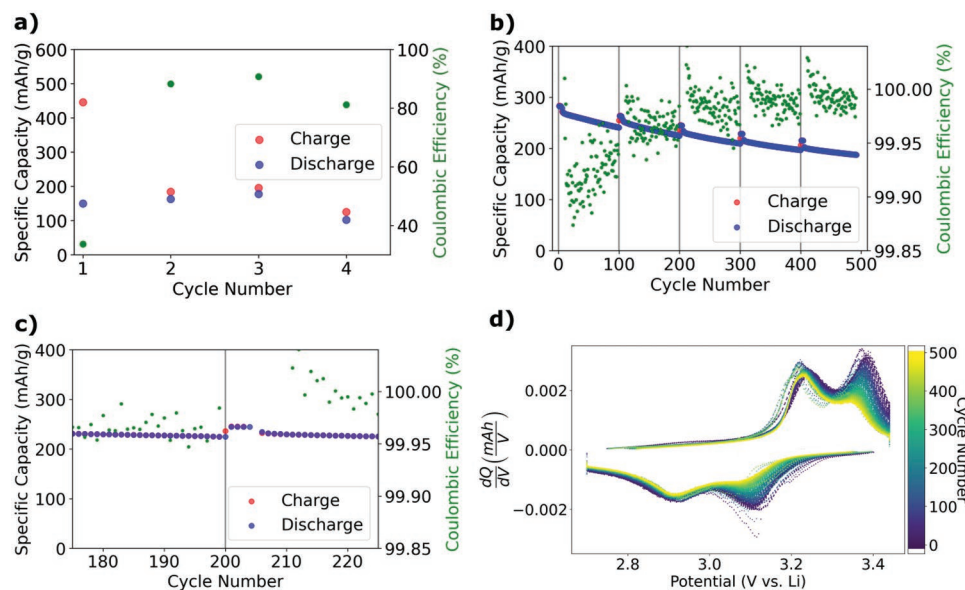 a)
600
500
400
300
200
100
0
Specific Capacity (mAh/g)
100
80
60
40
Coulombic Efficiency (%)
Charge
Discharge
1 2 3 4
Cycle Number
b)
400
300
200
100
0
Specific Capacity (mAh/g)
100.00
99.95
99.90
99.85
Coulombic Efficiency (%)
Charge
Discharge
0 100 200 300 400 500
Cycle Number
c)
400
300
200
100
0
Specific Capacity (mAh/g)
100.00
99.95
99.90
99.85
Coulombic Efficiency (%)
Charge
Discharge
180 190 200 210 220
Cycle Number
d)
0.002
0.000
−0.002
dQ/dV (mAh/V)
2.8 3.0 3.2 3.4
Potential (V vs. Li)
500
400
300
200
100
0
Cycle Number